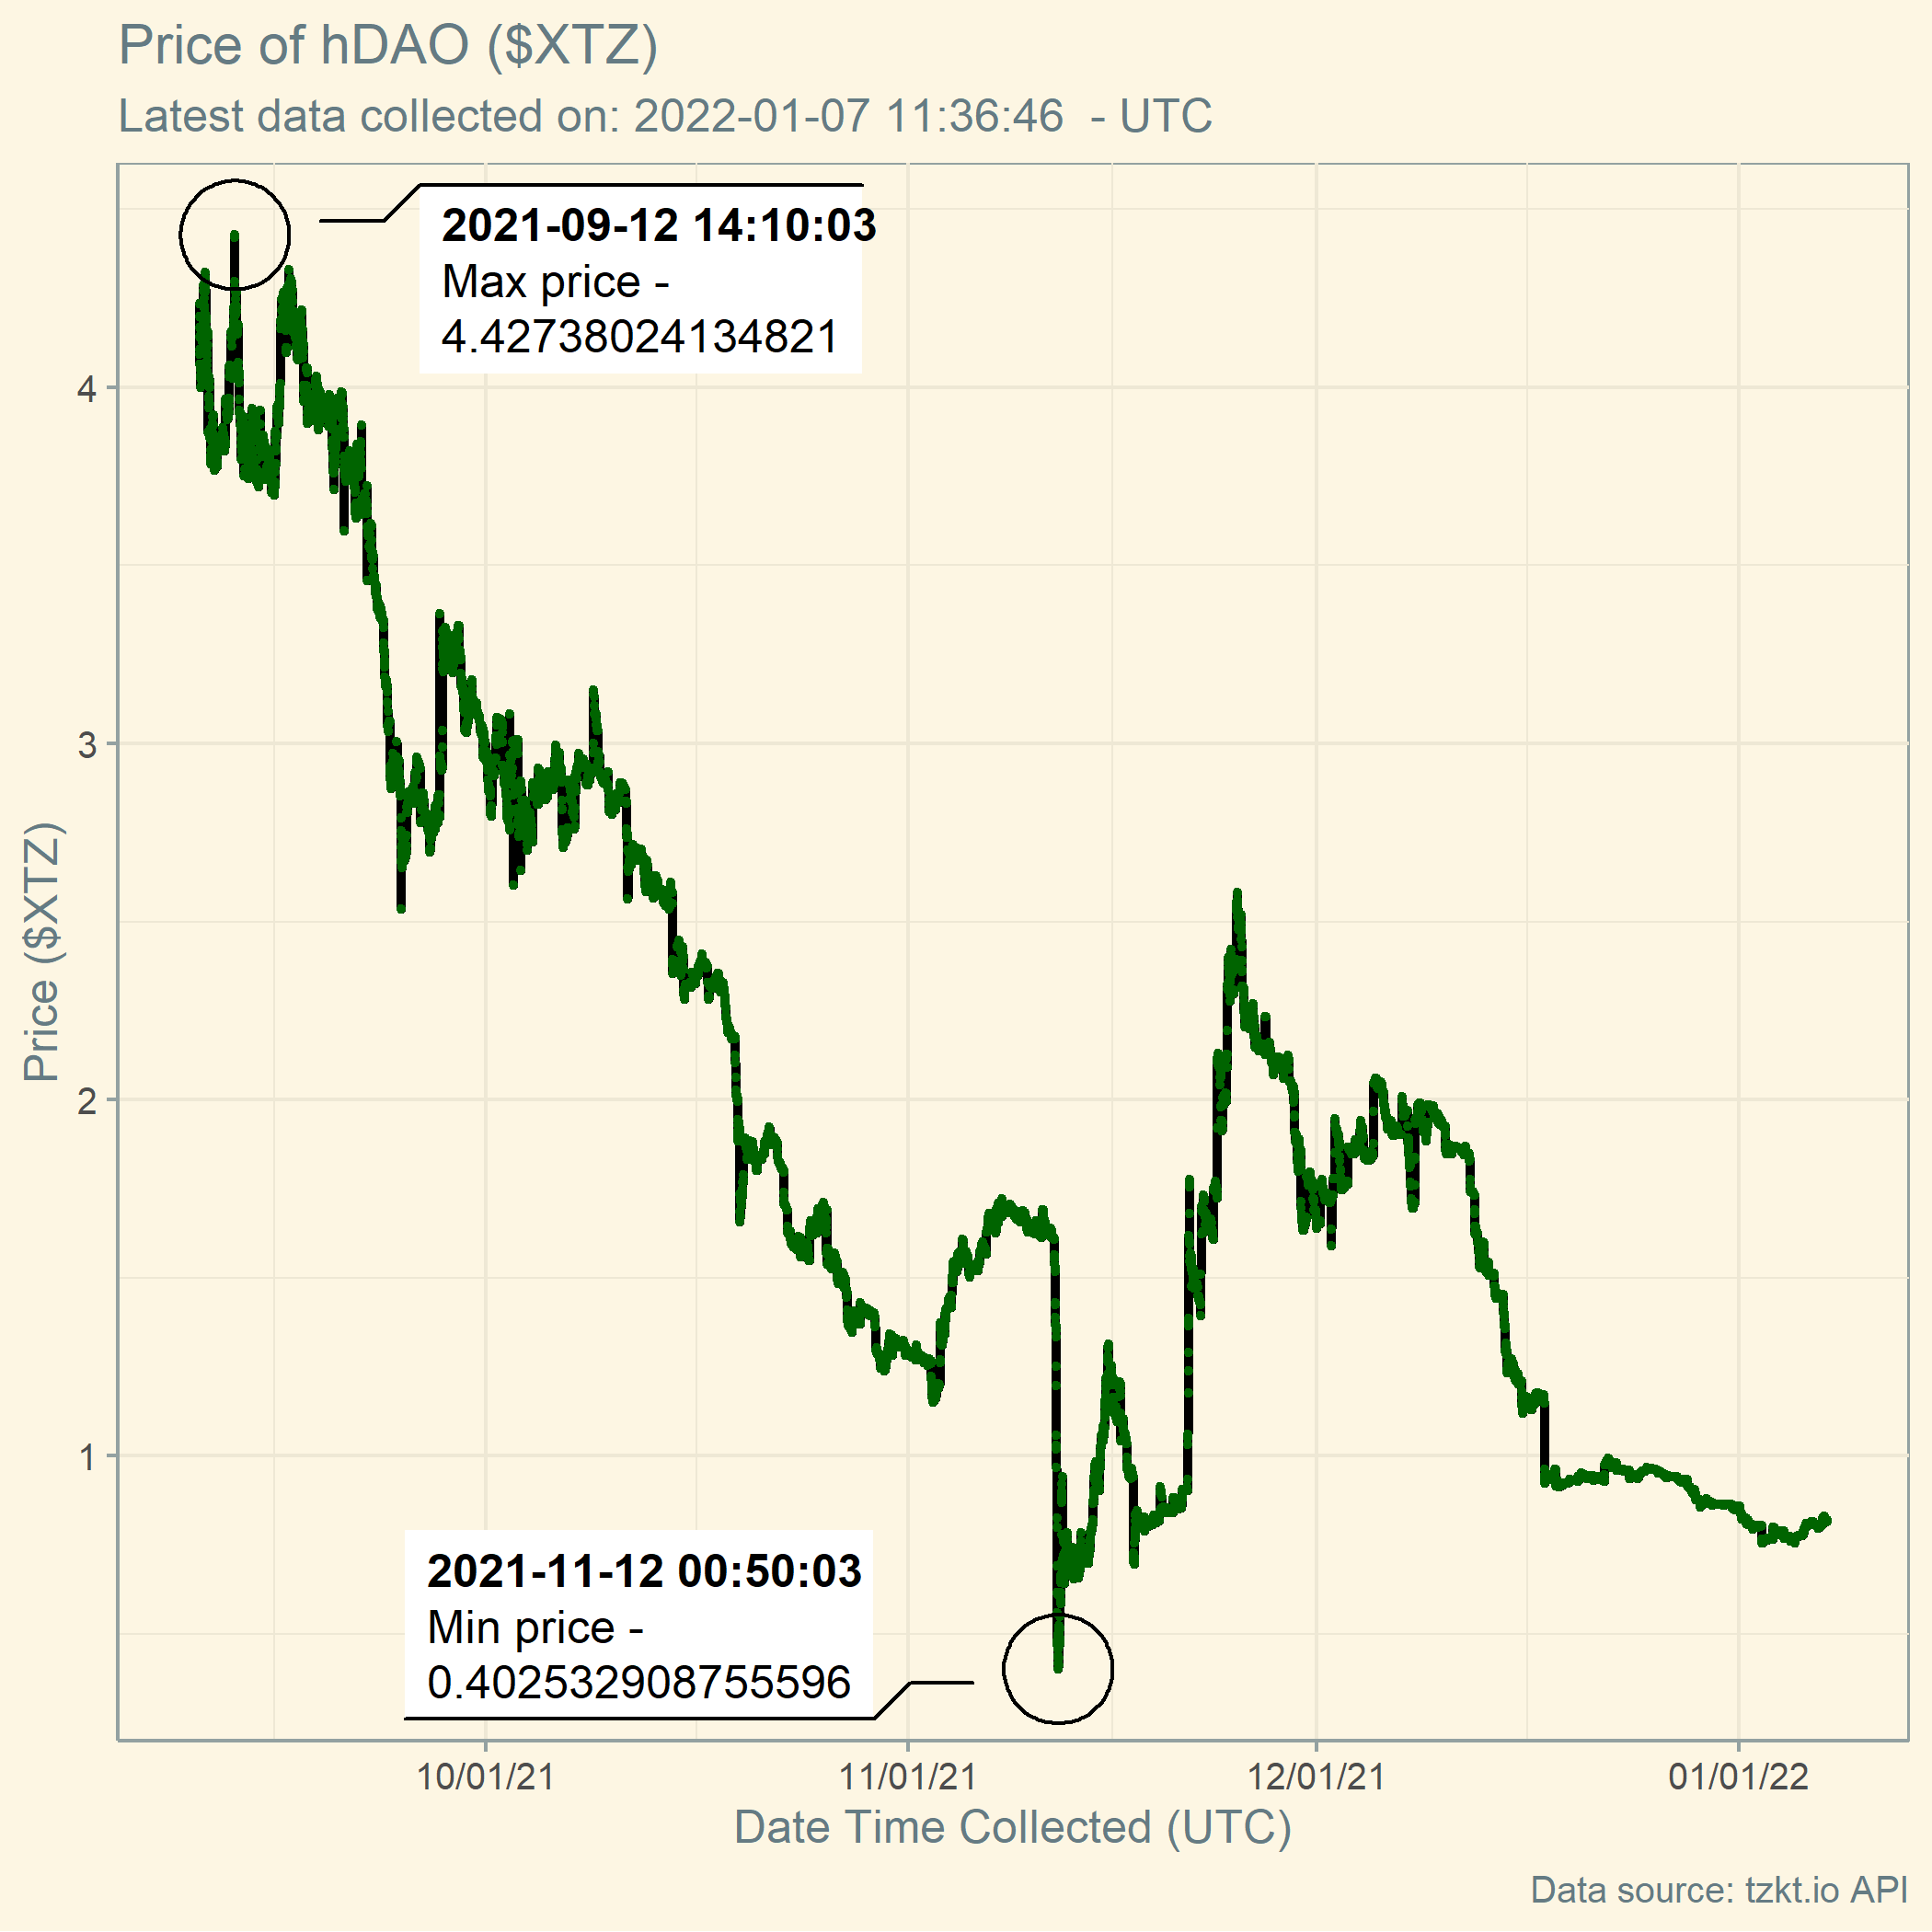 Price of hDAO ($XTZ)
Latest data collected on: 2022-01-07 11:36:46  - UTC
2021-09-12 14:10:03
Max price -
4.42738024134821
4
3
2
1
Price ($XTZ)
2021-11-12 00:50:03
Min price -
0.402532908755596
10/01/21
11/01/21
12/01/21
01/01/22
Date Time Collected (UTC)
Data source: tzkt.io API